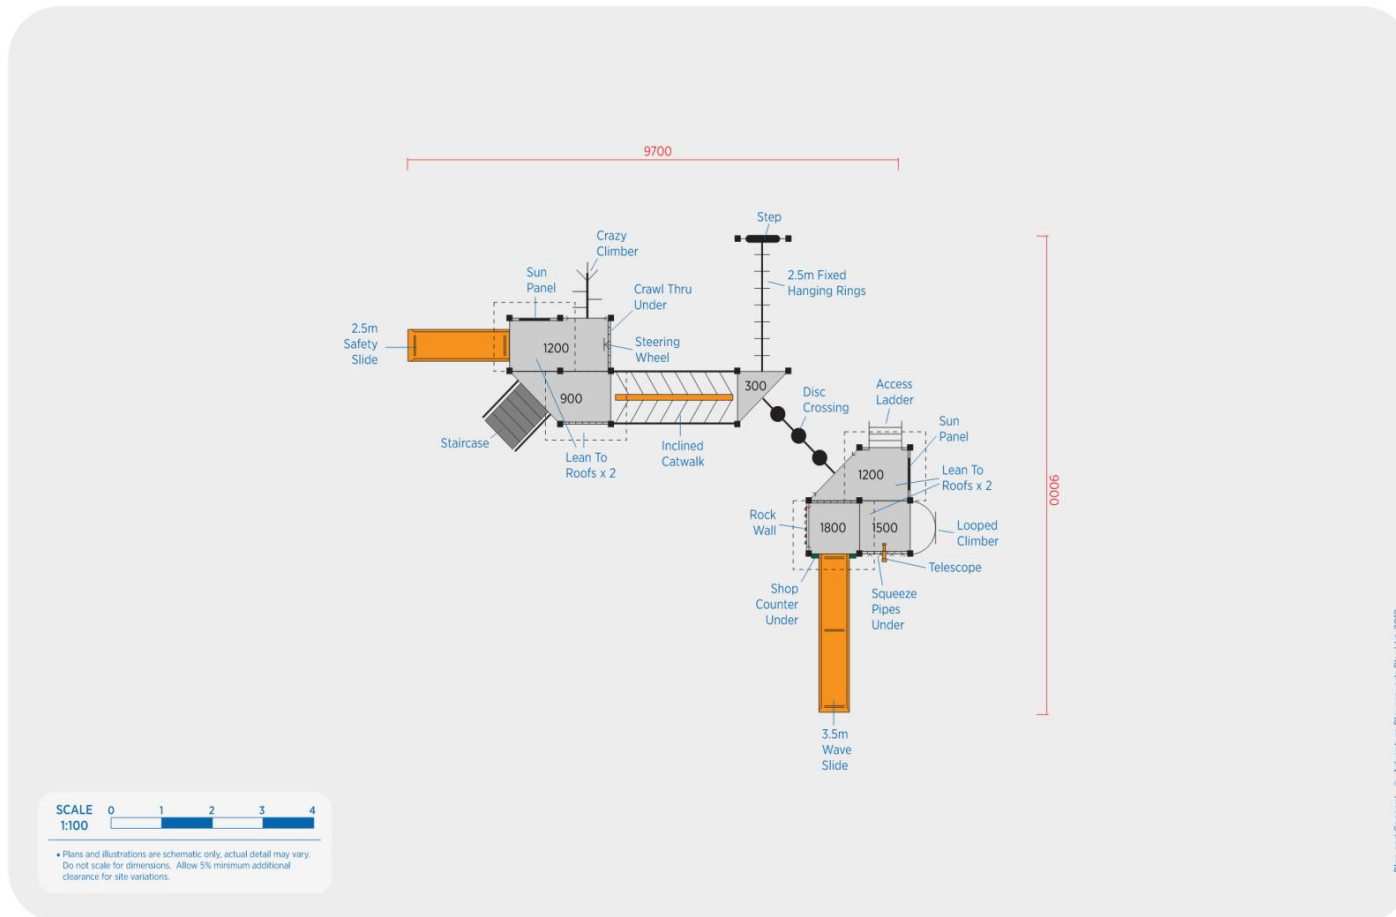 9700
Step
Crazy
Climber
Sun
Panel
Crawl Thru
Under
2.5m Fixed
Hanging Rings
2.5m
Safety
Slide
1200
Steering
Wheel
900
300
Disc
Crossing
Access
Ladder
Staircase
Lean To
Roofs x 2
Inclined
Catwalk
Sun
Panel
1200
Lean To
Roofs x 2
9000
Rock
Wall
1800
1500
Looped
Climber
Telescope
Shop
Counter
Under
Squeeze
Pipes
Under
3.5m
Wave
Slide
SCALE
1:100
0 1 2 3 4
• Plans and illustrations are schematic only, actual detail may vary.
Do not scale for dimensions. Allow 5% minimum additional
clearance for site variations.